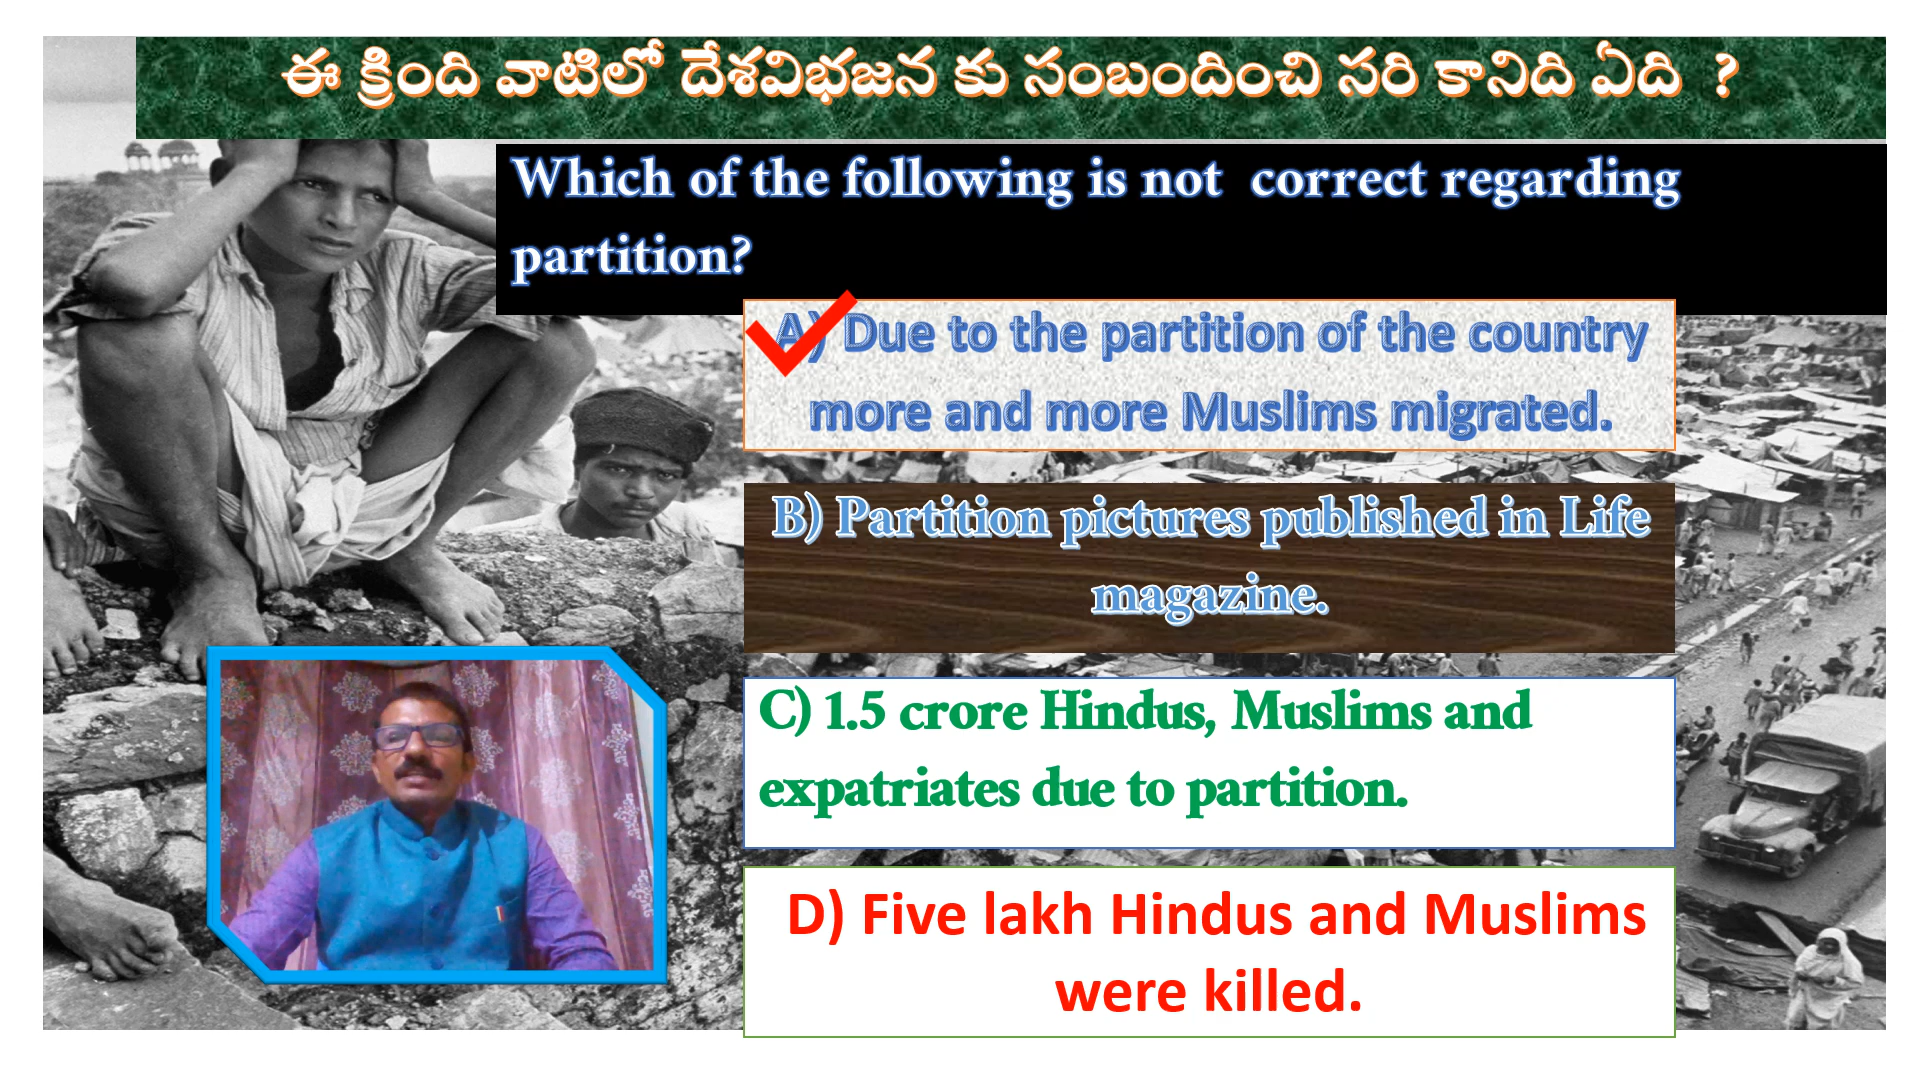 ఈ క్రింది వాటిలో దేశవిభజన కు సంబందించి సరి కానిది ఏది ?
Which of the following is not correct regarding
partition?
A) Due to the partition of the country
more and more Muslims migrated.
B) Partition pictures published in Life
magazine.
C) 1.5 crore Hindus, Muslims and
expatriates due to partition.
D) Five lakh Hindus and Muslims
were killed.